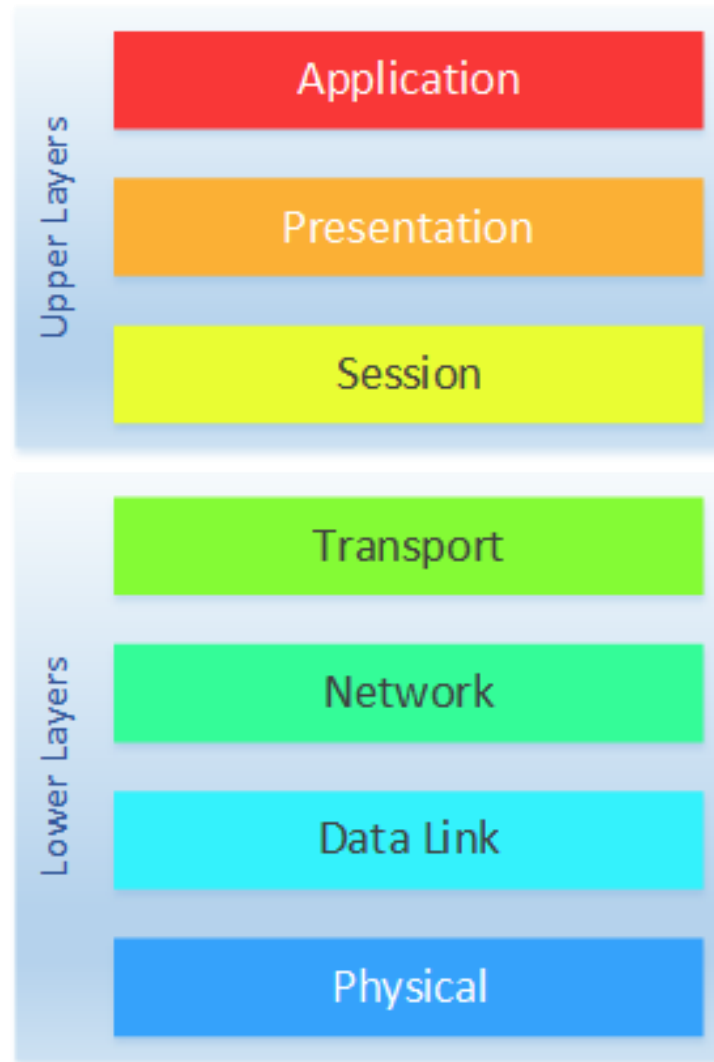 Upper Layers
Application
Presentation
Session
Lower Layers
Transport
Network
Data Link
Physical